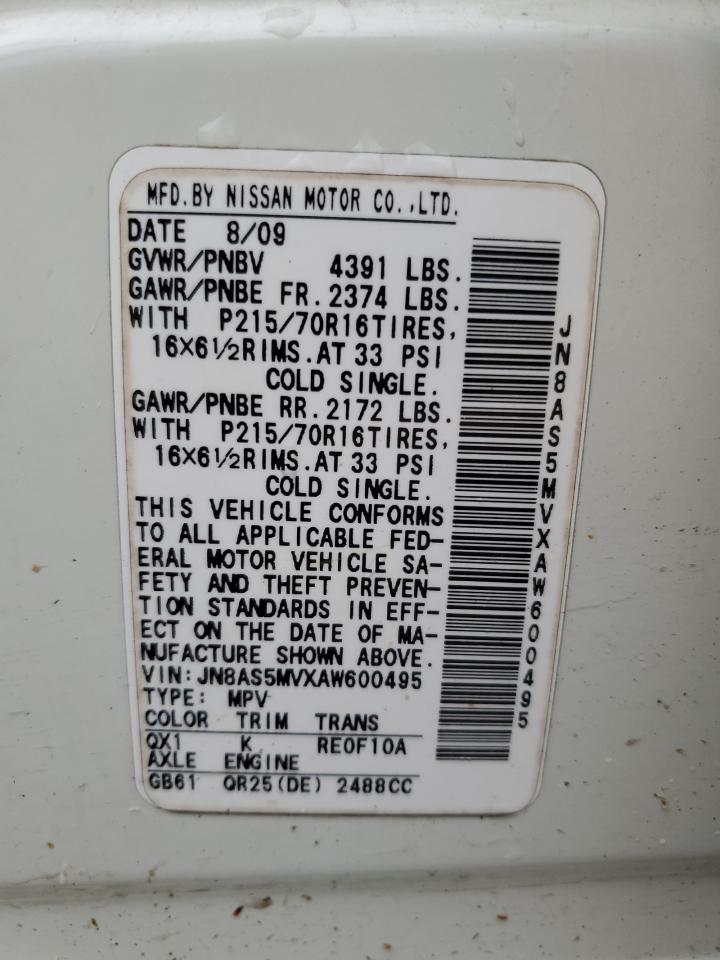 MFD.BY NISSAN MOTOR CO.,LTD.
DATE 8/09
GVWR/PNBV 4391 LBS.
GAWR/PNBE FR.2374 LBS.
WITH P215/70R16TIRES,
16×6½RIMS.AT 33 PSI
COLD SINGLE.
GAWR/PNBE RR.2172 LBS.
WITH P215/70R16TIRES,
16×6½RIMS.AT 33 PSI
COLD SINGLE.
THIS VEHICLE CONFORMS
TO ALL APPLICABLE FED-
ERAL MOTOR VEHICLE SA-
FETY AND THEFT PREVEN-
TION STANDARDS IN EFF-
ECT ON THE DATE OF MA-
NUFACTURE SHOWN ABOVE.
VIN:JN8AS5MVXAW600495
TYPE: MPV
COLOR TRIM TRANS
QX1 K RE0F10A
AXLE ENGINE
GB61 QR25(DE) 2488CC
JN8AS5MVXAW600495